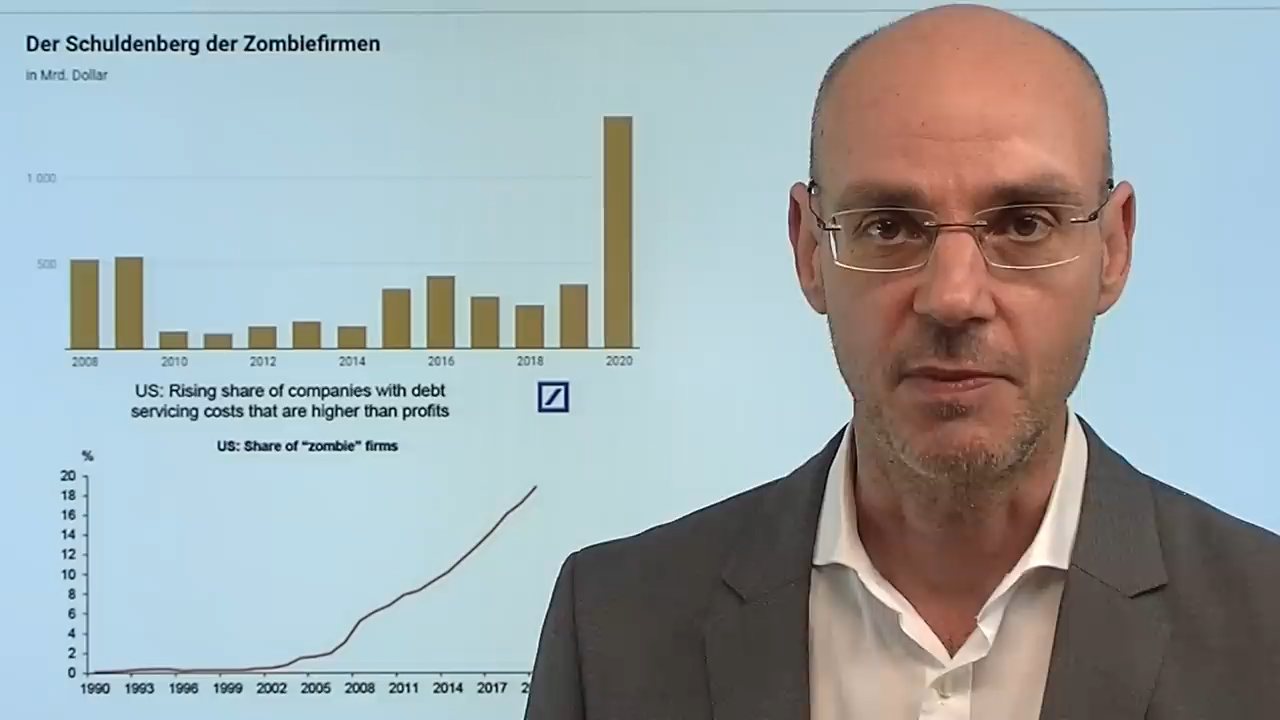 Der Schuldenberg der Zombiefirmen
in Mrd. Dollar
1 000
500
2008 2010 2012 2014 2016 2018 2020
US: Rising share of companies with debt
servicing costs that are higher than profits
US: Share of "zombie" firms
%
20
18
16
14
12
10
8
6
4
2
0
1990 1993 1996 1999 2002 2005 2008 2011 2014 2017